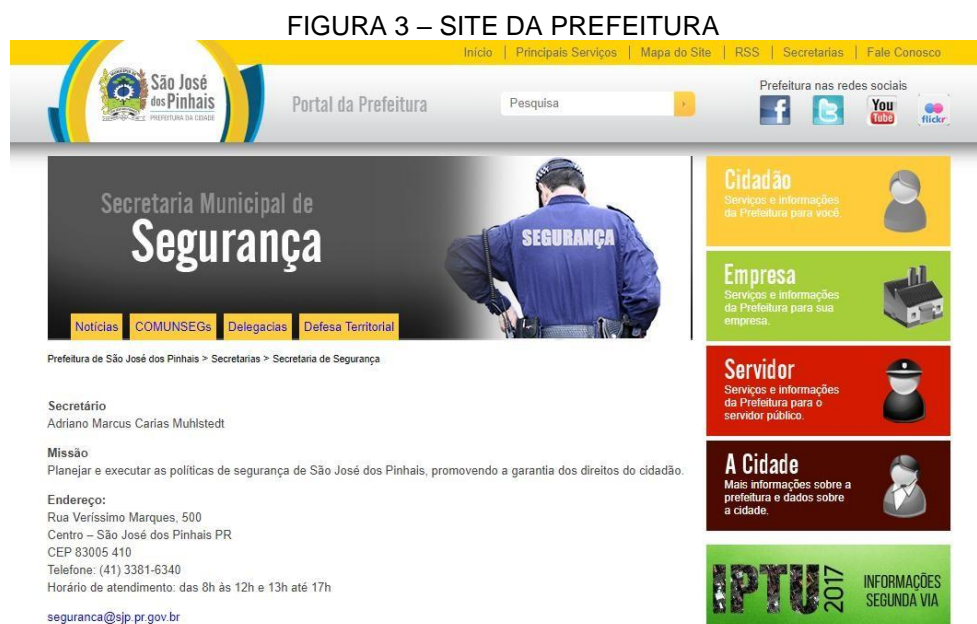 FIGURA 3 – SITE DA PREFEITURA
Início | Principais Serviços | Mapa do Site | RSS | Secretarias | Fale Conosco
São José
dos Pinhais
PREFEITURA DA CIDADE
Portal da Prefeitura
Pesquisa
Prefeitura nas redes sociais
You
Tube
flickr
Secretaria Municipal de
Segurança
SEGURANÇA
Notícias
COMUNSEGs
Delegacias
Defesa Territorial
Prefeitura de São José dos Pinhais > Secretarias > Secretaria de Segurança
Secretário
Adriano Marcus Carias Muhlstedt
Missão
Planejar e executar as políticas de segurança de São José dos Pinhais, promovendo a garantia dos direitos do cidadão.
Endereço:
Rua Veríssimo Marques, 500
Centro – São José dos Pinhais PR
CEP 83005 410
Telefone: (41) 3381-6340
Horário de atendimento: das 8h às 12h e 13h até 17h
seguranca@sjp.pr.gov.br
Cidadão
Serviços e informações
da Prefeitura para você.
Empresa
Serviços e informações
da Prefeitura para sua
empresa.
Servidor
Serviços e informações
da Prefeitura para o
servidor público.
A Cidade
Mais informações sobre a
prefeitura e dados sobre
a cidade.
IPTU 2017
INFORMAÇÕES
SEGUNDA VIA